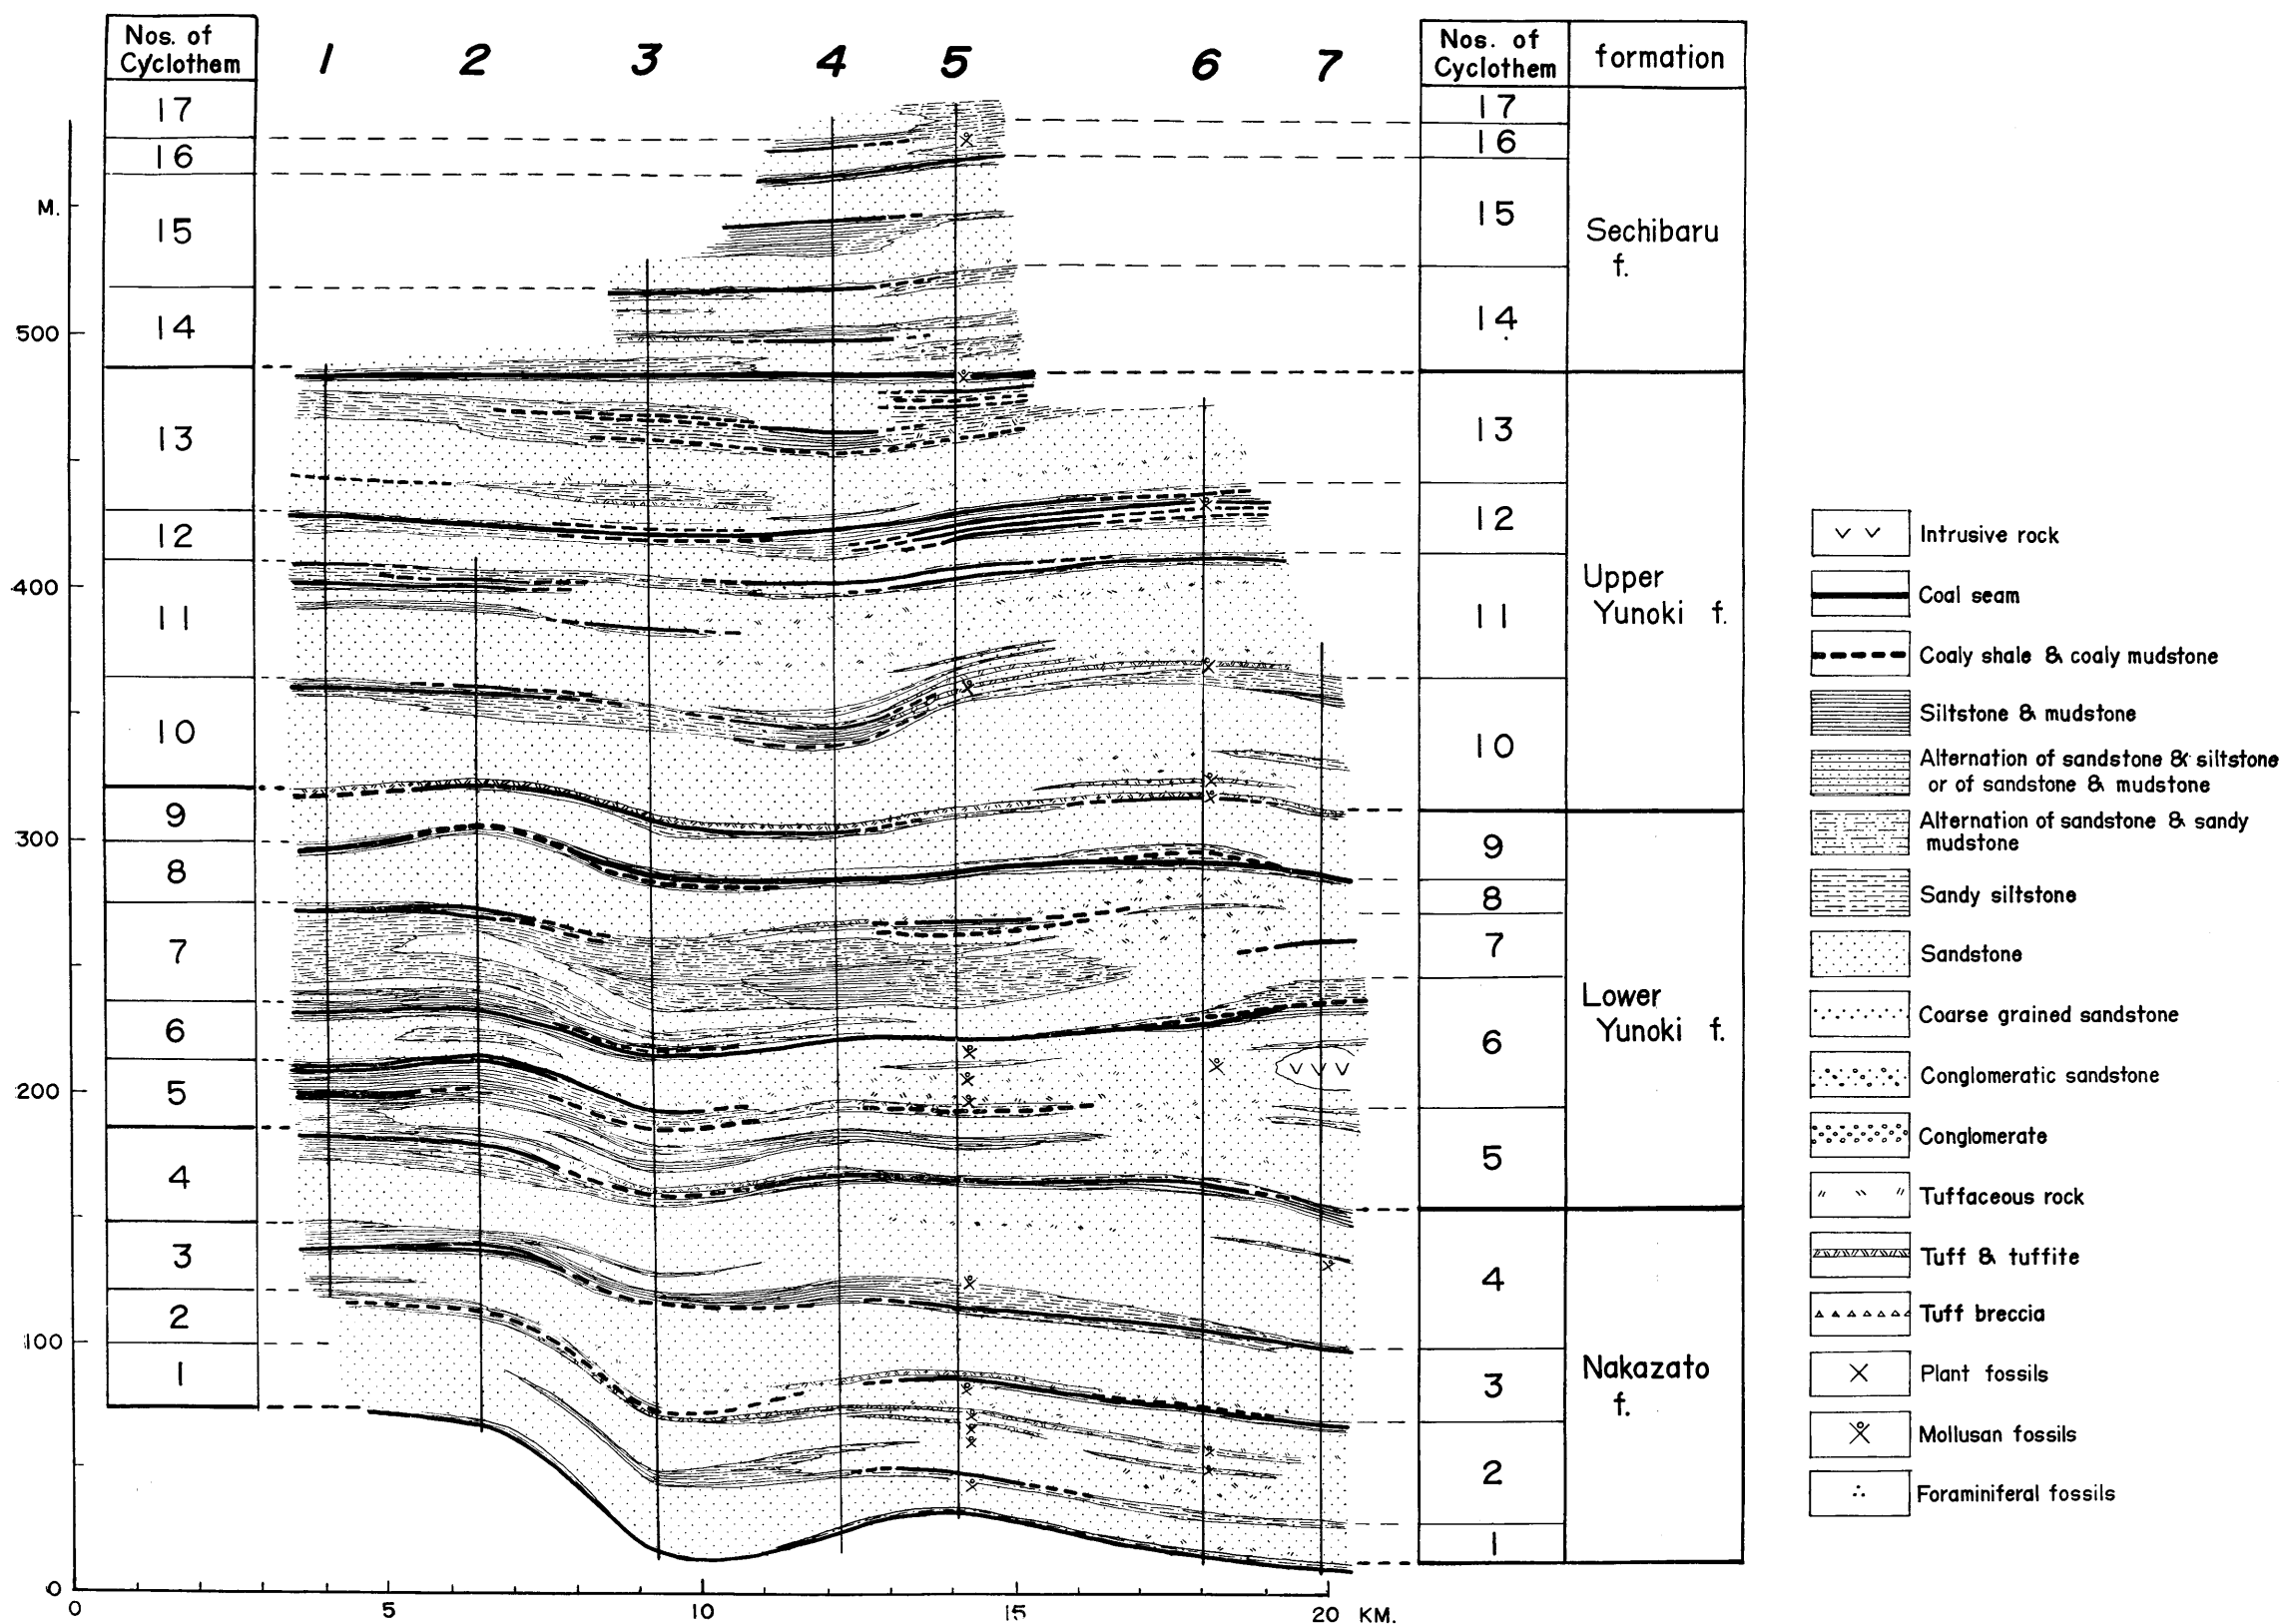 Nos. of
Cyclothem
1 2 3 4 5 6 7
Nos. of
Cyclothem
formation
17
16
15
14
13
12
11
10
9
8
7
6
5
4
3
2
1
M.
500
400
300
200
100
0
0 5 10 15 20 KM.
17
16
15
14
13
12
11
10
9
8
7
6
5
4
3
2
1
Sechibaru
f.
Upper
Yunoki f.
Lower
Yunoki f.
Nakazato
f.
Intrusive rock
Coal seam
Coaly shale & coaly mudstone
Siltstone & mudstone
Alternation of sandstone & siltstone
or of sandstone & mudstone
Alternation of sandstone & sandy
mudstone
Sandy siltstone
Sandstone
Coarse grained sandstone
Conglomeratic sandstone
Conglomerate
Tuffaceous rock
Tuff & tuffite
Tuff breccia
Plant fossils
Mollusan fossils
Foraminiferal fossils